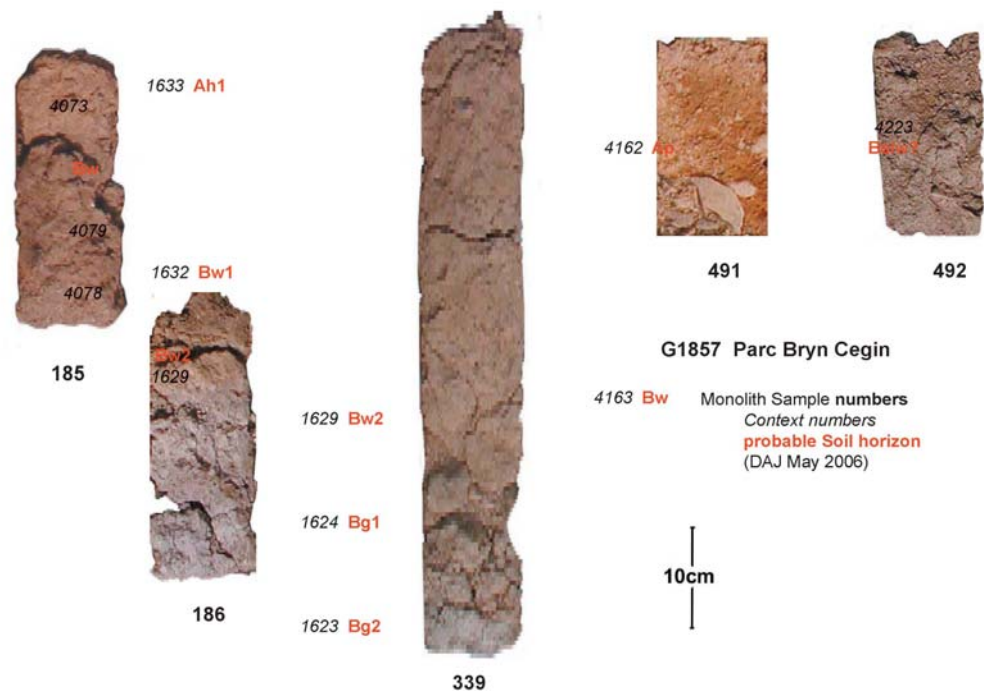 1633 Ah1
4073
Bw
4079
4078
185
1632 Bw1
Bw2
1629
186
1629 Bw2
1624 Bg1
1623 Bg2
339
4162 Ap
491
4223
492
G1857 Parc Bryn Cegin
4163 Bw Monolith Sample numbers
Context numbers
probable Soil horizon
(DAJ May 2006)
10cm